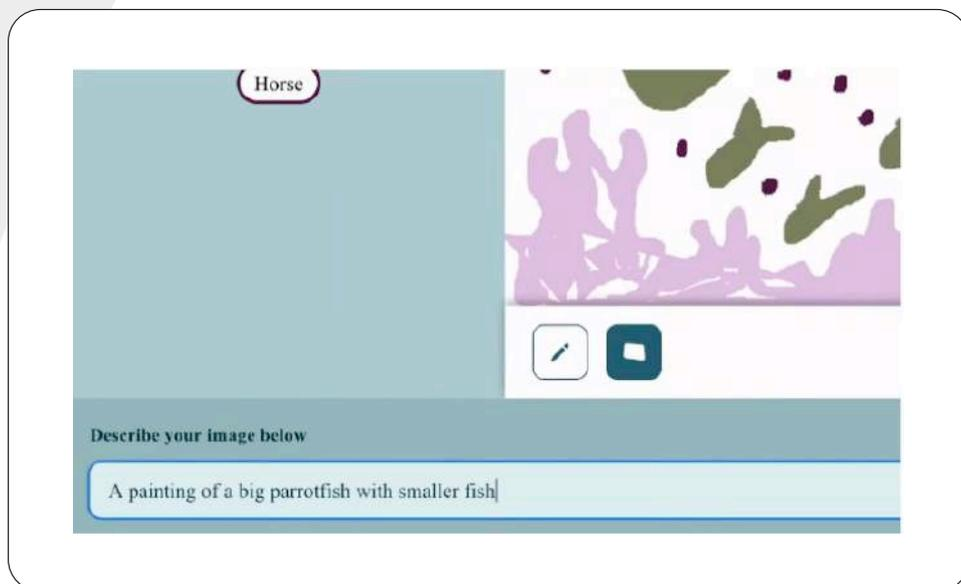 Horse
Describe your image below
A painting of a big parrotfish with smaller fish